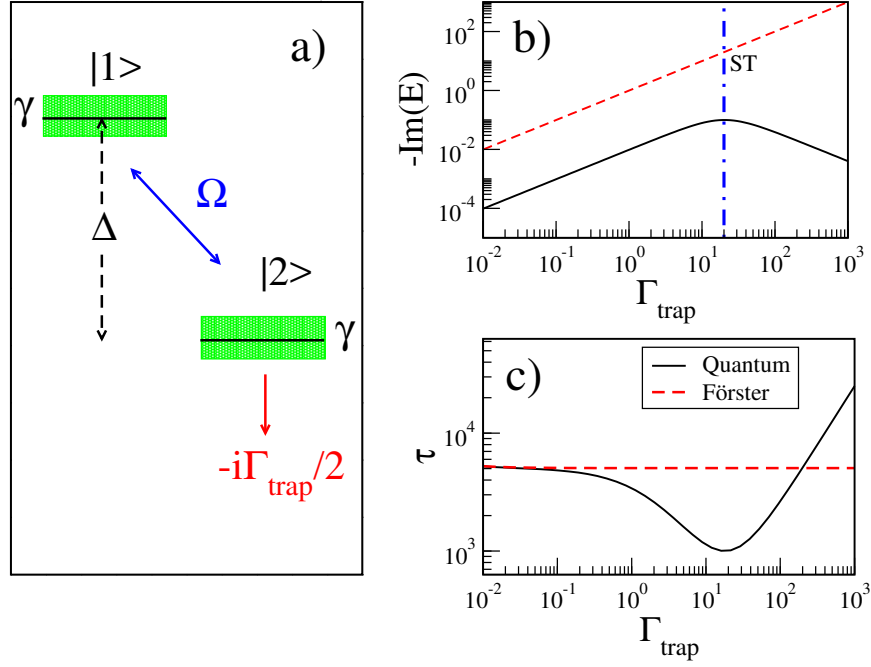 a)
|1>
γ
Δ
Ω
|2>
γ
-iΓtrap/2
b)
-Im(E)
10^2
10^0
10^-2
10^-4
ST
10^-2 10^-1 10^0 10^1 10^2 10^3
Γtrap
c)
Quantum
Förster
τ
10^4
10^3
10^-2 10^-1 10^0 10^1 10^2 10^3
Γtrap